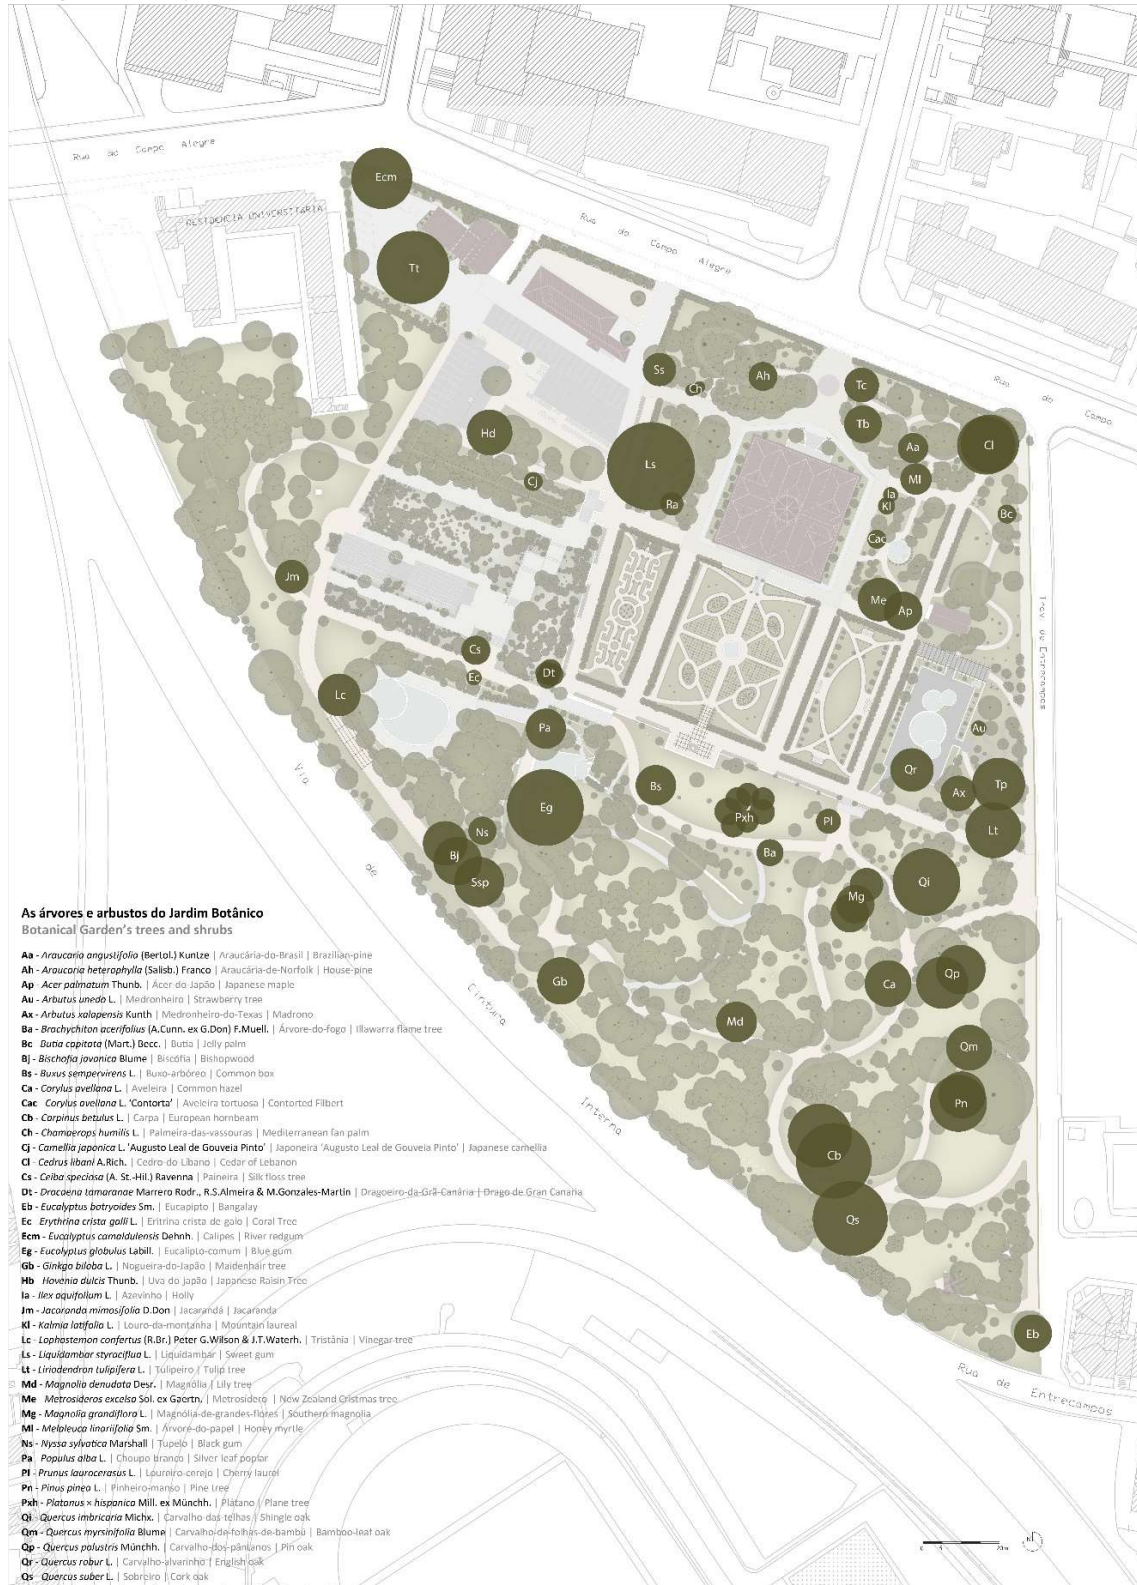 Rua do Campo Alegre
RESIDENCIA UNIVERSITARIA
Ecm
Rua do Campo Alegre
Tt
Ss
Ch
Ah
Tc
Rua do Campo
Hd
Tb
Cl
Aa
Ls
Cj
Ml
Ia
Ra
Kl
Bc
Cac
Jm
Me
Ap
Trav. de Entrecampos
Cs
Ec
Dt
Lc
Pa
Au
Via de Cintura Interna
Qr
Bs
Ax
Tp
Eg
Pxh
Pl
Lt
Ns
Bj
Ba
Ssp
Qi
Mg
Gb
Ca
Qp
Md
Qm
Pn
Cb
Qs
Eb
Rua de Entrecampos
As árvores e arbustos do Jardim Botânico
Botanical Garden's trees and shrubs
Aa - Araucaria angustifolia (Bertol.) Kuntze | Araucária-do-Brasil | Brazilian-pine
Ah - Araucaria heterophylla (Salisb.) Franco | Araucária-de-Norfolk | House-pine
Ap - Acer palmatum Thunb. | Acer do Japão | Japanese maple
Au - Arbutus unedo L. | Medronheiro | Strawberry tree
Ax - Arbutus xalapensis Kunth | Medronheiro-do-Texas | Madrono
Ba - Brachychiton acerifolius (A.Cunn. ex G.Don) F.Muell. | Árvore-do-fogo | Illawarra flame tree
Bc - Butia capitata (Mart.) Becc. | Butia | Jelly palm
Bj - Bischofia javanica Blume | Biscófia | Bishopwood
Bs - Buxus sempervirens L. | Buxo-arbóreo | Common box
Ca - Corylus avellana L. | Aveleira | Common hazel
Cac Corylus avellana L. 'Contorta' | Aveleira tortuosa | Contorted Filbert
Cb - Carpinus betulus L. | Carpa | European hornbeam
Ch - Chamaerops humilis L. | Palmeira-das-vassouras | Mediterranean fan palm
Cj - Camellia japonica L. 'Augusto Leal de Gouveia Pinto' | Japoneira 'Augusto Leal de Gouveia Pinto' | Japanese camellia
Cl - Cedrus libani A.Rich. | Cedro-do-Líbano | Cedar of Lebanon
Cs - Ceiba speciosa (A. St.-Hil.) Ravenna | Paineira | Silk floss tree
Dt - Dracaena tamaranae Marrero Rodr., R.S.Almeira & M.Gonzales-Martin | Dragoeiro-da-Grã-Canária | Drago de Gran Canaria
Eb - Eucalyptus botryoides Sm. | Eucapipto | Bangalay
Ec Erythrina crista galli L. | Eritrina crista de galo | Coral Tree
Ecm - Eucalyptus camaldulensis Dehnh. | Calipes | River redgum
Eg - Eucalyptus globulus Labill. | Eucalipto-comum | Blue gum
Gb - Ginkgo biloba L. | Nogueira-do-Japão | Maidenhair tree
Hb Hovenia dulcis Thunb. | Uva do japão | Japanese Raisin Tree
Ia - Ilex aquifolium L. | Azevinho | Holly
Jm - Jacaranda mimosifolia D.Don | Jacarandá | Jacaranda
Kl - Kalmia latifolia L. | Louro-da-montanha | Mountain laureal
Lc - Lophostemon confertus (R.Br.) Peter G.Wilson & J.T.Waterh. | Tristânia | Vinegar tree
Ls - Liquidambar styraciflua L. | Liquidambar | Sweet gum
Lt - Liriodendron tulipifera L. | Tulipeiro | Tulip tree
Md - Magnolia denudata Desr. | Magnólia | Lily tree
Me Metrosideros excelsa Sol. ex Gaertn. | Metrosidero | New Zealand Cristmas tree
Mg - Magnolia grandiflora L. | Magnólia-de-grandes-flores | Southern magnolia
Ml - Melaleuca linariifolia Sm. | Árvore-do-papel | Honey myrtle
Ns - Nyssa sylvatica Marshall | Tupelo | Black gum
Pa Populus alba L. | Choupo branco | Silver leaf poplar
Pl - Prunus laurocerasus L. | Loureiro-cerejo | Cherry laurel
Pn - Pinus pinea L. | Pinheiro-manso | Pine tree
Pxh - Platanus × hispanica Mill. ex Münchh. | Plátano | Plane tree
Qi - Quercus imbricaria Michx. | Carvalho-das-telhas | Shingle oak
Qm - Quercus myrsinifolia Blume | Carvalho-de-folhas-de-bambú | Bamboo-leaf oak
Qp - Quercus palustris Münchh. | Carvalho-dos-pântanos | Pin oak
Qr - Quercus robur L. | Carvalho-alvarinho | English oak
Qs - Quercus suber L. | Sobreiro | Cork oak
N